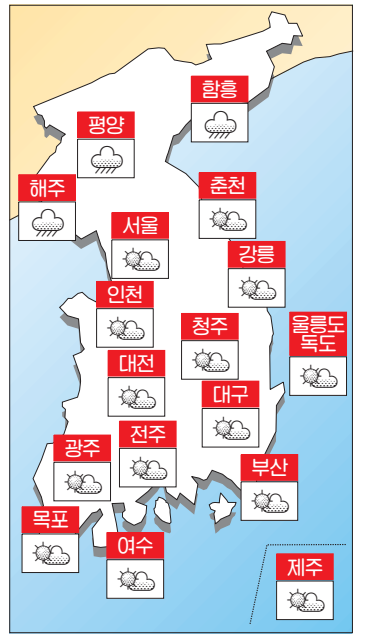 함흥
평양
해주
춘천
서울
강릉
인천
청주
울릉도
독도
대전
대구
전주
광주
부산
목포
여수
제주